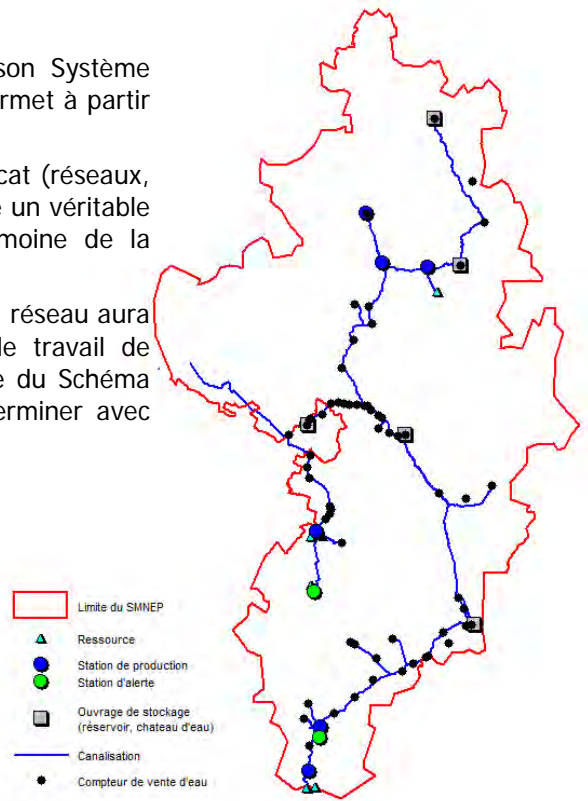 son Système
ermet à partir
cat (réseaux,
e un véritable
moine de la
réseau aura
le travail de
e du Schéma
erminer avec
Limite du SMNEP
Ressource
Station de production
Station d'alerte
Ouvrage de stockage
(réservoir, chateau d'eau)
Canalisation
Compteur de vente d'eau